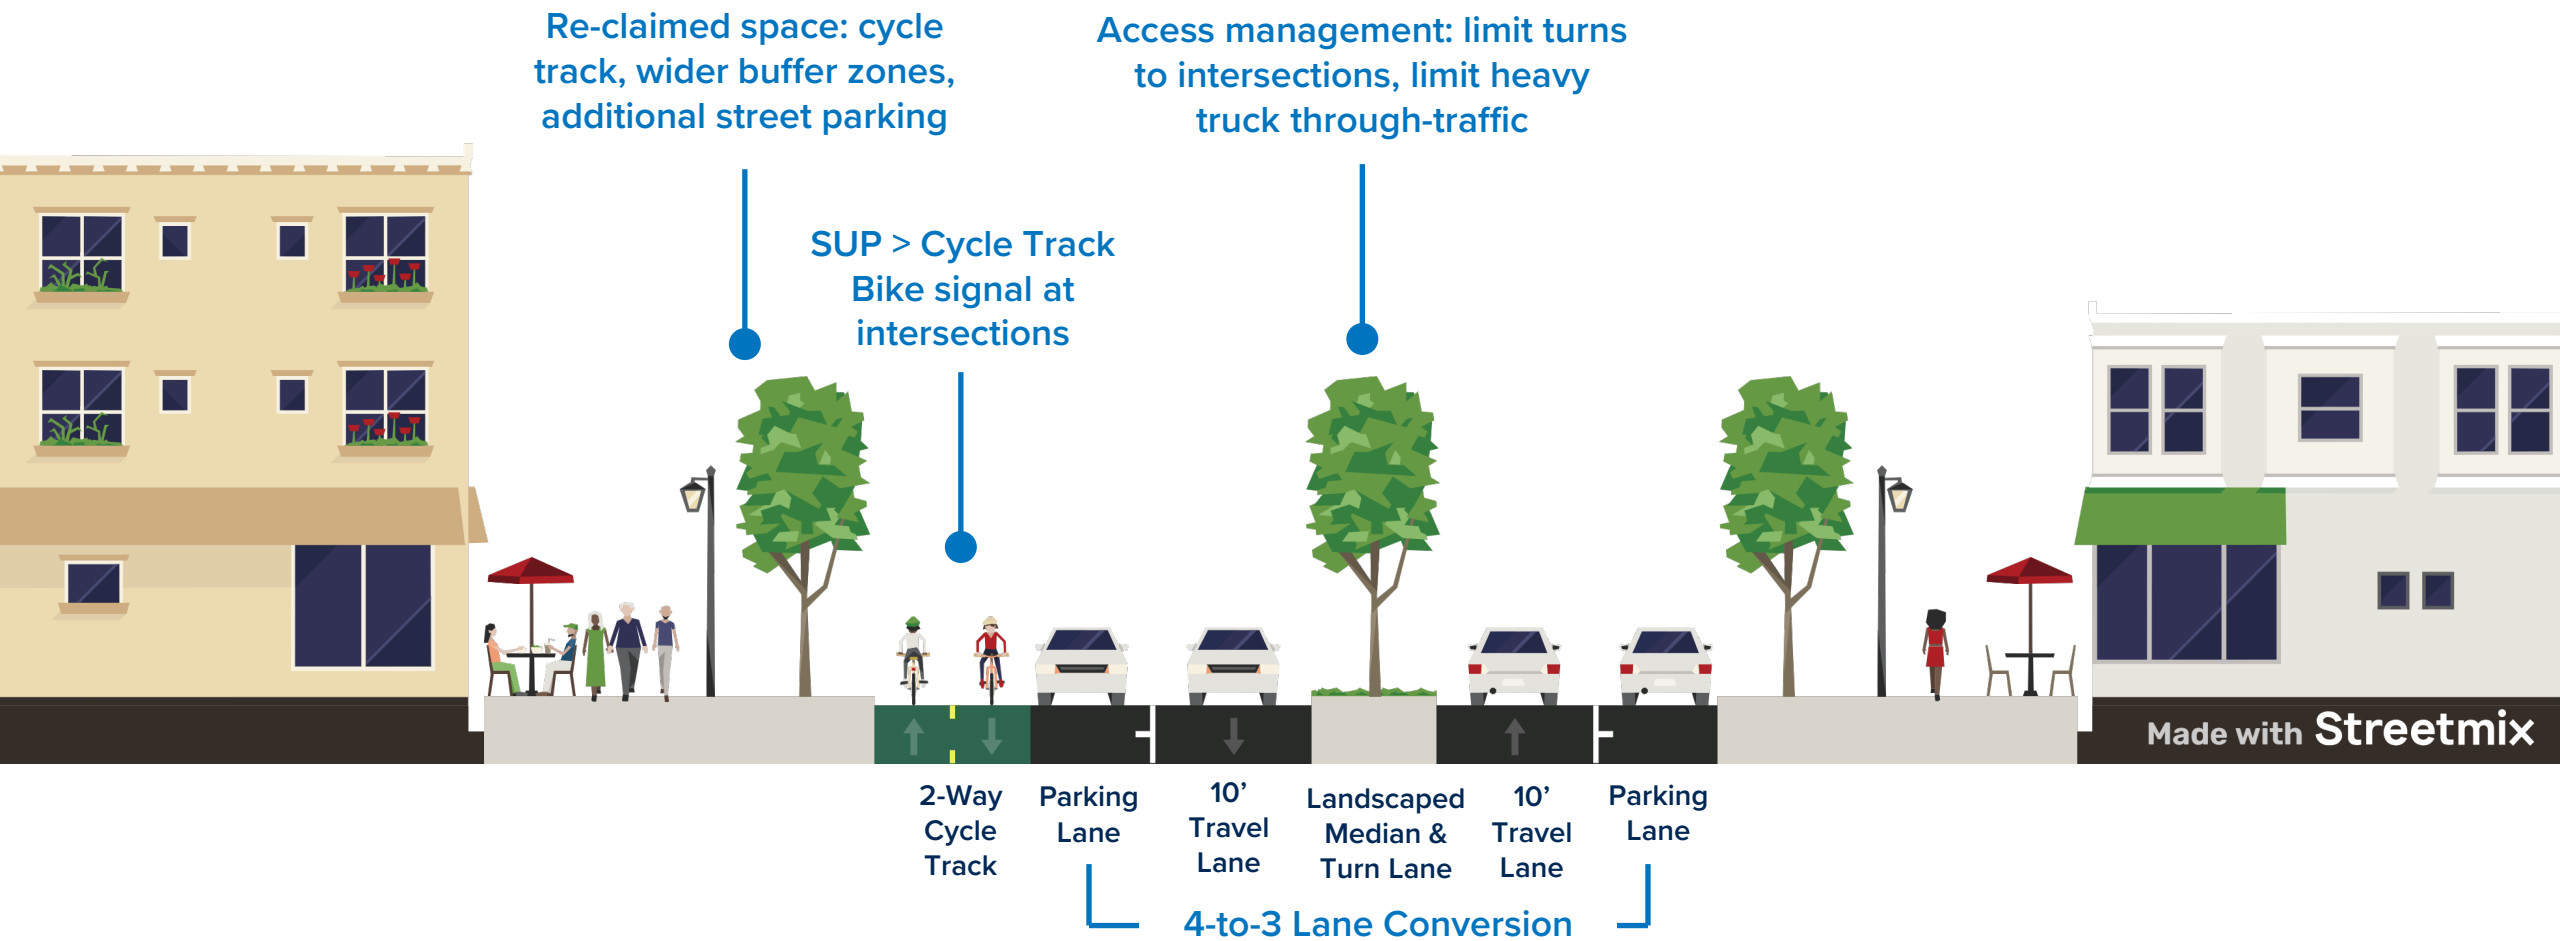 Re-claimed space: cycle
track, wider buffer zones,
additional street parking
Access management: limit turns
to intersections, limit heavy
truck through-traffic
SUP > Cycle Track
Bike signal at
intersections
Made with Streetmix
2-Way
Cycle
Track
Parking
Lane
10’
Travel
Lane
Landscaped
Median &
Turn Lane
10’
Travel
Lane
Parking
Lane
4-to-3 Lane Conversion